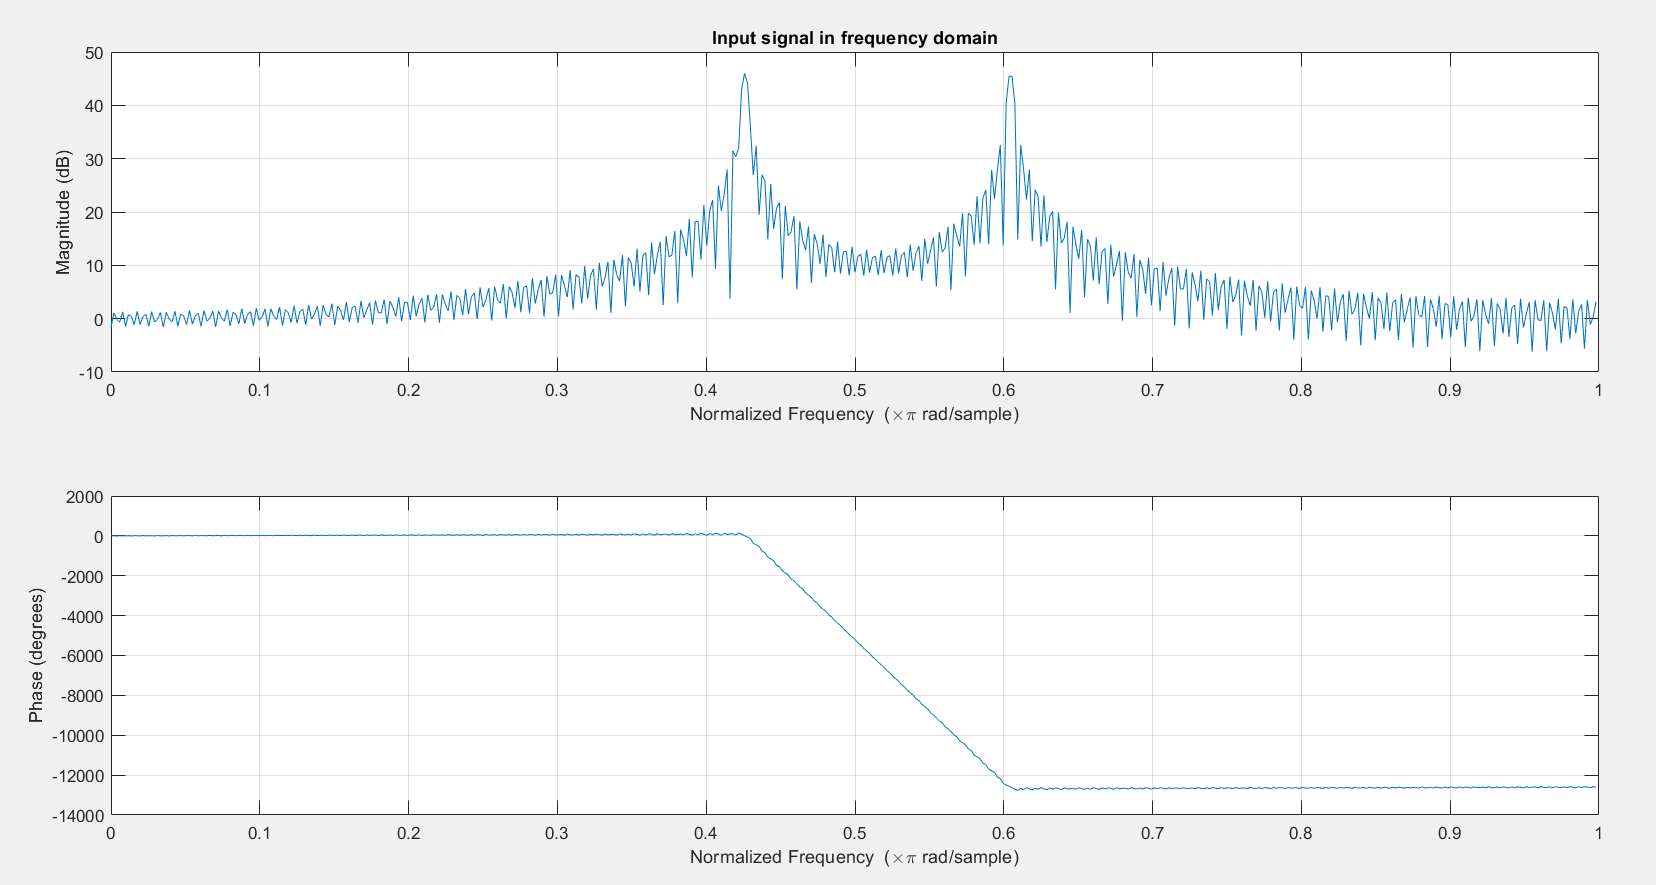 Input signal in frequency domain
Magnitude (dB)
50
40
30
20
10
0
-10
0 0.1 0.2 0.3 0.4 0.5 0.6 0.7 0.8 0.9 1
Normalized Frequency (×π rad/sample)
Phase (degrees)
2000
0
-2000
-4000
-6000
-8000
-10000
-12000
-14000
0 0.1 0.2 0.3 0.4 0.5 0.6 0.7 0.8 0.9 1
Normalized Frequency (×π rad/sample)